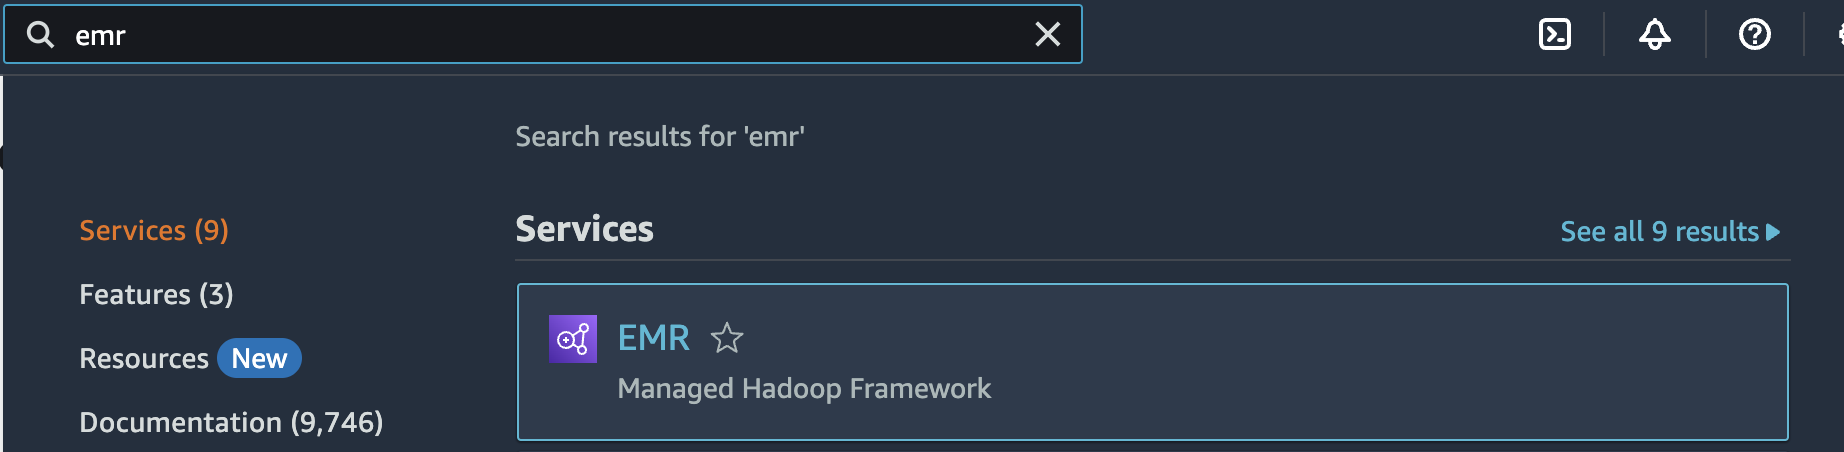 emr
Search results for 'emr'
Services (9)
Features (3)
Resources New
Documentation (9,746)
Services
See all 9 results
EMR
Managed Hadoop Framework